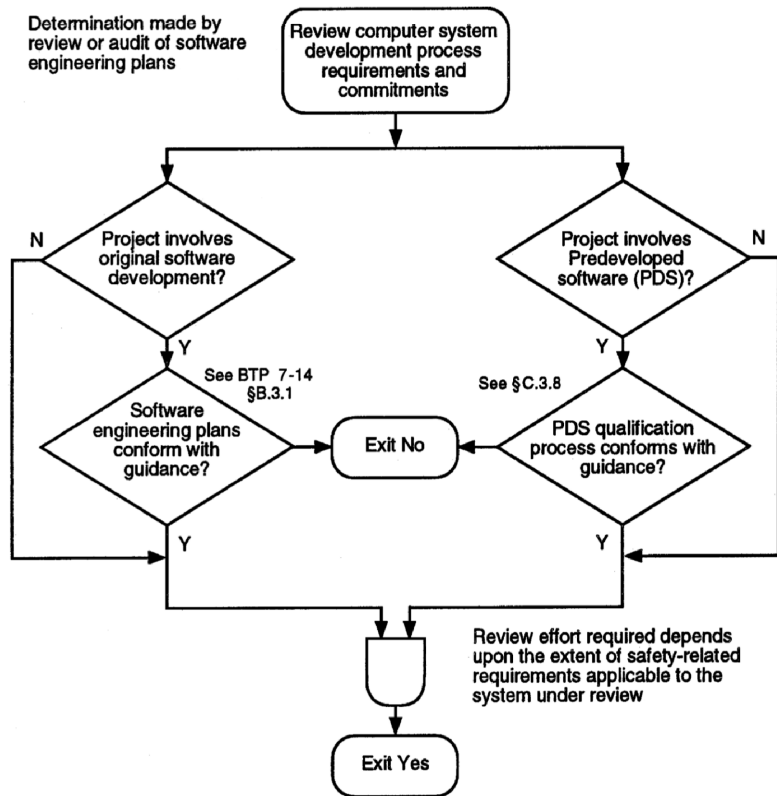 Determination made by
review or audit of software
engineering plans
Review computer system
development process
requirements and
commitments
N
Project involves
original software
development?
Y
Project involves
Predeveloped
software (PDS)?
N
Y
See BTP 7-14
§B.3.1
See §C.3.8
Software
engineering plans
conform with
guidance?
Y
Exit No
PDS qualification
process conforms with
guidance?
Y
Review effort required depends
upon the extent of safety-related
requirements applicable to the
system under review
Exit Yes